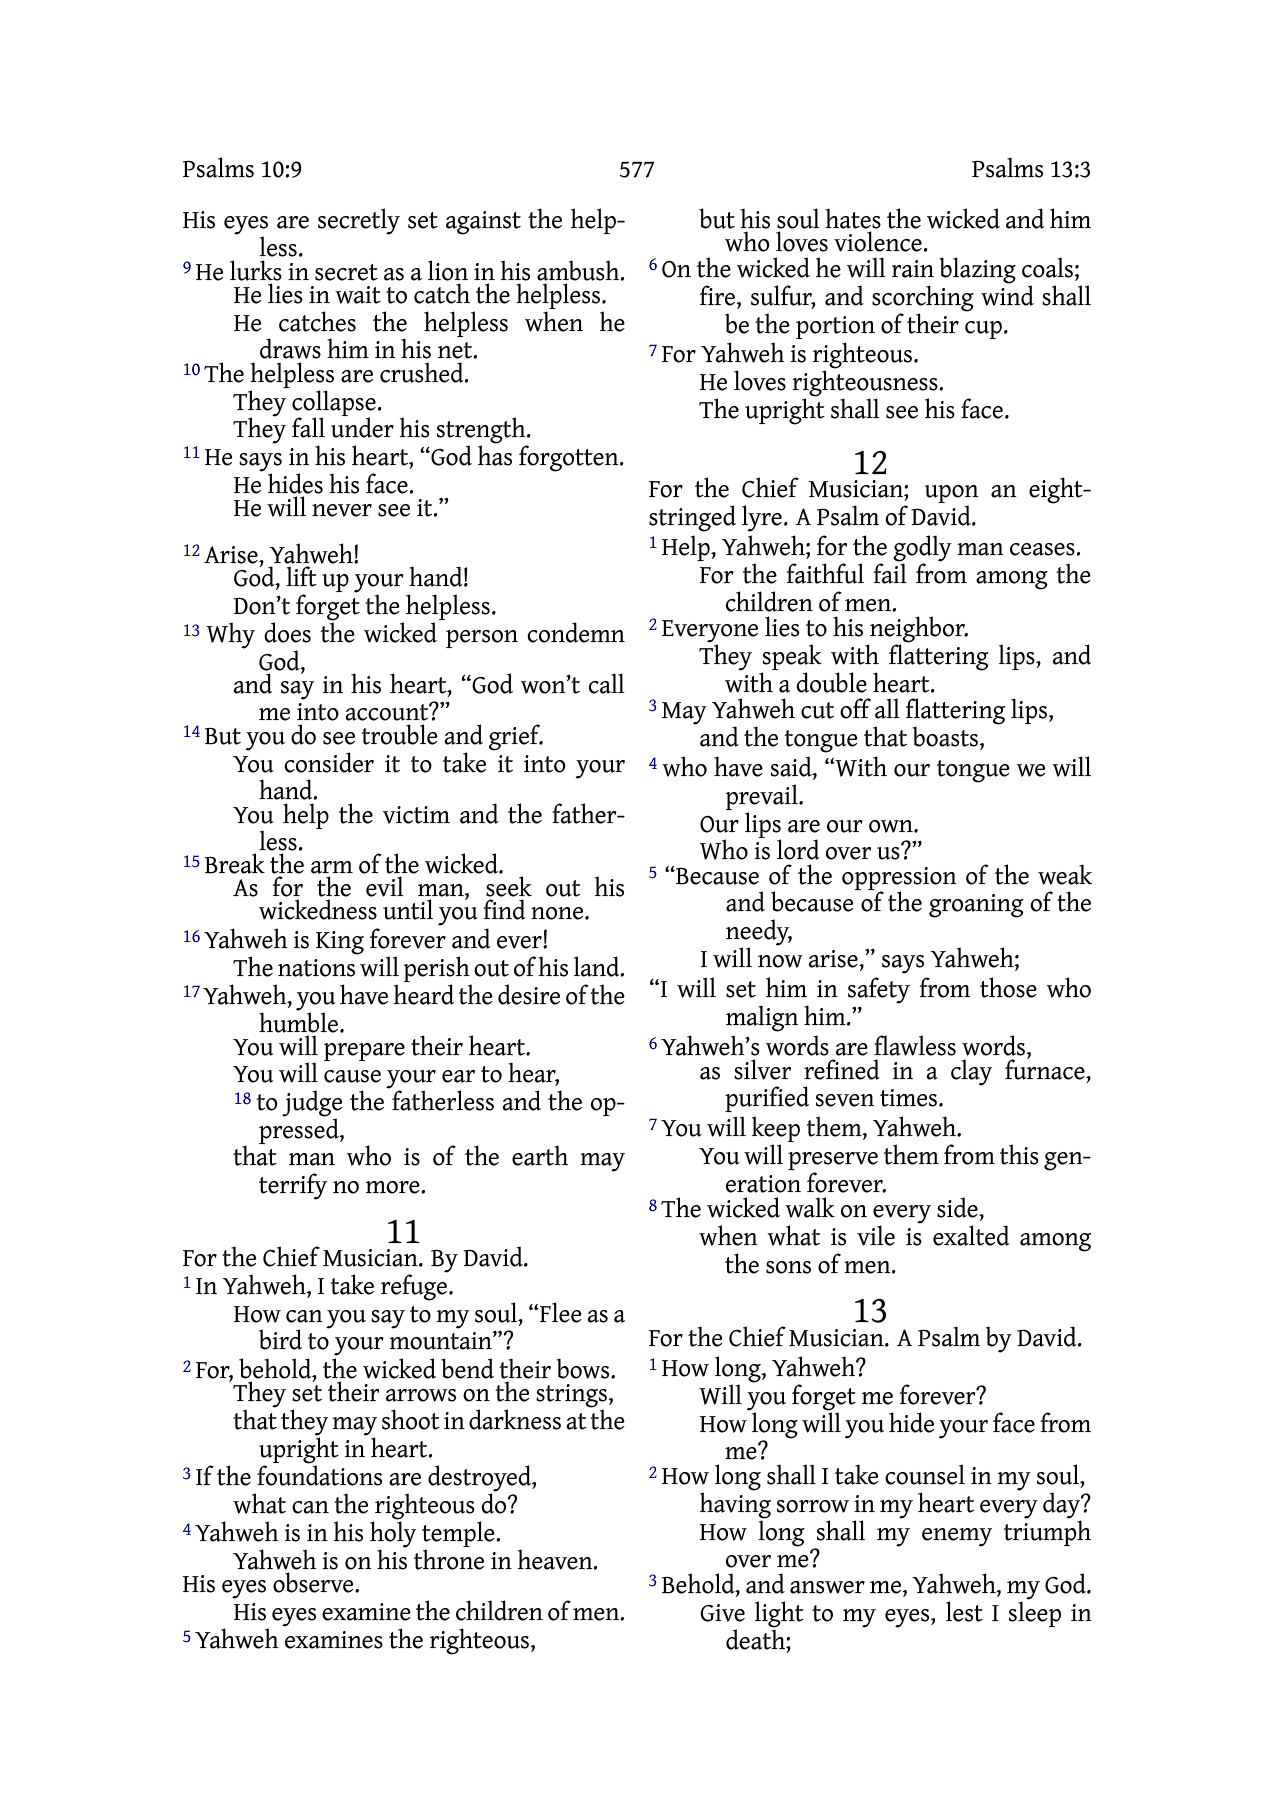 Psalms 10:9 577 Psalms 13:3
His eyes are secretly set against the help-
less.
9 He lurks in secret as a lion in his ambush.
He lies in wait to catch the helpless.
He catches the helpless when he
draws him in his net.
10 The helpless are crushed.
They collapse.
They fall under his strength.
11 He says in his heart, “God has forgotten.
He hides his face.
He will never see it.”
12 Arise, Yahweh!
God, lift up your hand!
Don’t forget the helpless.
13 Why does the wicked person condemn
God,
and say in his heart, “God won’t call
me into account?”
14 But you do see trouble and grief.
You consider it to take it into your
hand.
You help the victim and the father-
less.
15 Break the arm of the wicked.
As for the evil man, seek out his
wickedness until you find none.
16 Yahweh is King forever and ever!
The nations will perish out of his land.
17 Yahweh, you have heard the desire of the
humble.
You will prepare their heart.
You will cause your ear to hear,
18 to judge the fatherless and the op-
pressed,
that man who is of the earth may
terrify no more.
11
For the Chief Musician. By David.
1 In Yahweh, I take refuge.
How can you say to my soul, “Flee as a
bird to your mountain”?
2 For, behold, the wicked bend their bows.
They set their arrows on the strings,
that they may shoot in darkness at the
upright in heart.
3 If the foundations are destroyed,
what can the righteous do?
4 Yahweh is in his holy temple.
Yahweh is on his throne in heaven.
His eyes observe.
His eyes examine the children of men.
5 Yahweh examines the righteous,
but his soul hates the wicked and him
who loves violence.
6 On the wicked he will rain blazing coals;
fire, sulfur, and scorching wind shall
be the portion of their cup.
7 For Yahweh is righteous.
He loves righteousness.
The upright shall see his face.
12
For the Chief Musician; upon an eight-
stringed lyre. A Psalm of David.
1 Help, Yahweh; for the godly man ceases.
For the faithful fail from among the
children of men.
2 Everyone lies to his neighbor.
They speak with flattering lips, and
with a double heart.
3 May Yahweh cut off all flattering lips,
and the tongue that boasts,
4 who have said, “With our tongue we will
prevail.
Our lips are our own.
Who is lord over us?”
5 “Because of the oppression of the weak
and because of the groaning of the
needy,
I will now arise,” says Yahweh;
“I will set him in safety from those who
malign him.”
6 Yahweh’s words are flawless words,
as silver refined in a clay furnace,
purified seven times.
7 You will keep them, Yahweh.
You will preserve them from this gen-
eration forever.
8 The wicked walk on every side,
when what is vile is exalted among
the sons of men.
13
For the Chief Musician. A Psalm by David.
1 How long, Yahweh?
Will you forget me forever?
How long will you hide your face from
me?
2 How long shall I take counsel in my soul,
having sorrow in my heart every day?
How long shall my enemy triumph
over me?
3 Behold, and answer me, Yahweh, my God.
Give light to my eyes, lest I sleep in
death;